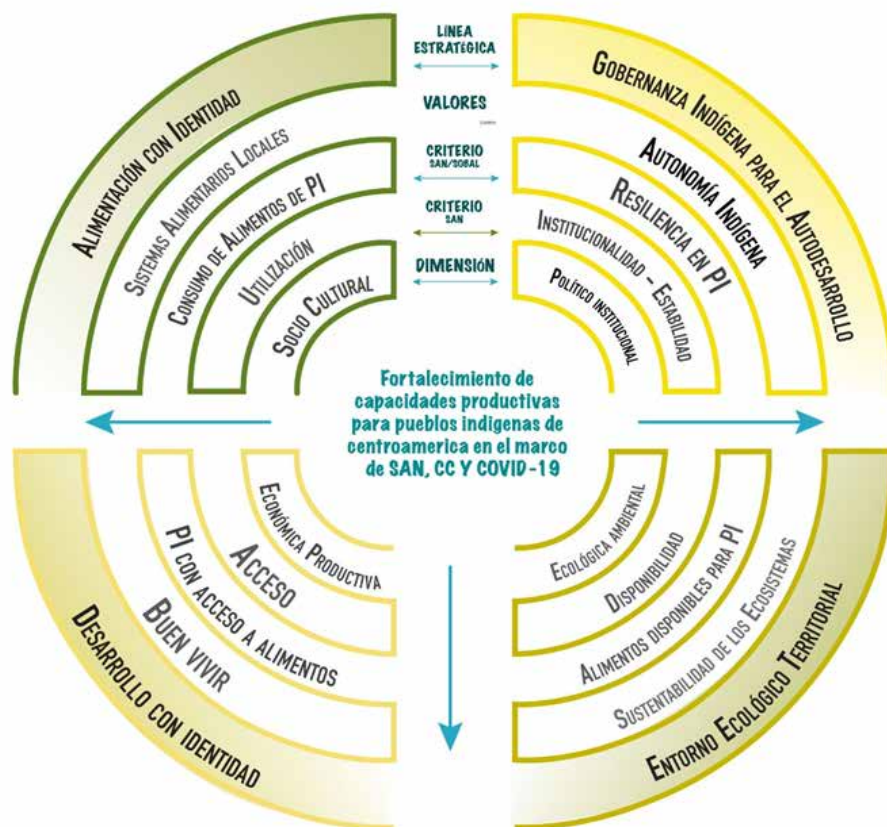 LÍNEA
ESTRATÉGICA
VALORES
CRITERIO
SAN/SOBAL
CRITERIO
SAN
DIMENSIÓN
ALIMENTACIÓN CON IDENTIDAD
SISTEMAS ALIMENTARIOS LOCALES
CONSUMO DE ALIMENTOS DE PI
UTILIZACIÓN
SOCIO CULTURAL
GOBERNANZA INDÍGENA PARA EL AUTODESARROLLO
AUTONOMÍA INDÍGENA
RESILIENCIA EN PI
INSTITUCIONALIDAD – ESTABILIDAD
POLÍTICO INSTITUCIONAL
Fortalecimiento de
capacidades productivas
para pueblos indigenas de
centroamerica en el marco
de SAN, CC Y COVID-19
ECONÓMICA PRODUCTIVA
ACCESO
PI CON ACCESO A ALIMENTOS
BUEN VIVIR
DESARROLLO CON IDENTIDAD
ECOLÓGICA AMBIENTAL
DISPONIBILIDAD
ALIMENTOS DISPONIBLES PARA PI
SUSTENTABILIDAD DE LOS ECOSISTEMAS
ENTORNO ECOLÓGICO TERRITORIAL